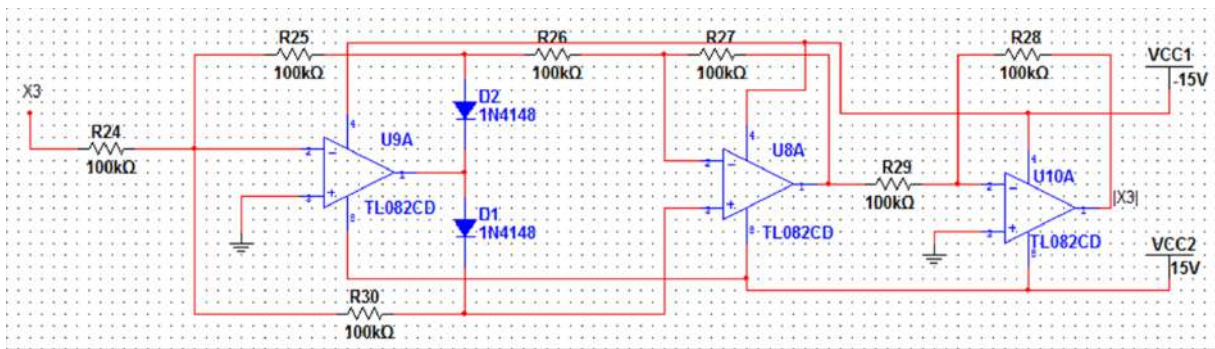 R25
100kΩ
R26
100kΩ
R27
100kΩ
R28
100kΩ
VCC1
-15V
X3
R24
100kΩ
D2
1N4148
4
2
3
1
8
U9A
TL082CD
D1
1N4148
4
2
3
1
8
U8A
TL082CD
R29
100kΩ
4
2
3
1
8
U10A
TL082CD
|X3|
VCC2
15V
R30
100kΩ